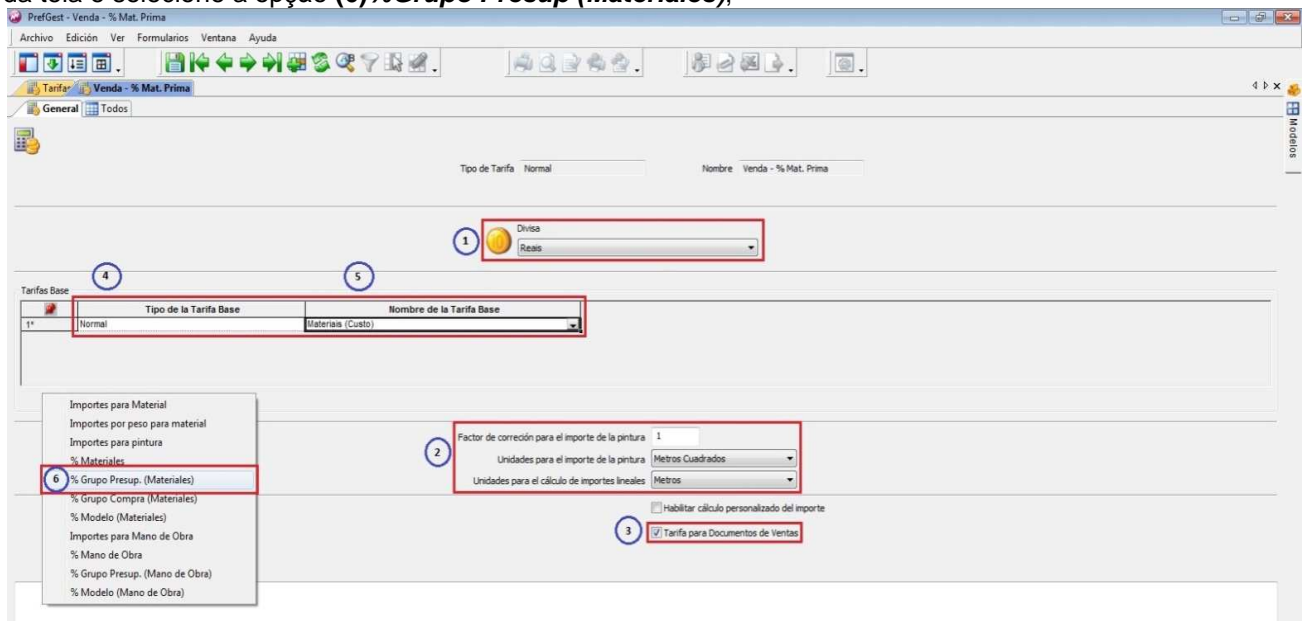 da tela e selecione a opção (6)%Grupo Presup (Materiales);
PrefGest - Venda - % Mat. Prima
Archivo Edición Ver Formularios Ventana Ayuda
Tarifas Venda - % Mat. Prima
General Todos
Modelos
Tipo de Tarifa Normal Nombre Venda - % Mat. Prima
1 Divisa
Reais
4 5
Tarifas Base
Tipo de la Tarifa Base Nombre de la Tarifa Base
1* Normal Materiais (Custo)
Importes para Material
Importes por peso para material
Importes para pintura
% Materiales
6 % Grupo Presup. (Materiales)
% Grupo Compra (Materiales)
% Modelo (Materiales)
Importes para Mano de Obra
% Mano de Obra
% Grupo Presup. (Mano de Obra)
% Modelo (Mano de Obra)
2 Factor de correción para el importe de la pintura 1
Unidades para el importe de la pintura Metros Cuadrados
Unidades para el cálculo de importes lineales Metros
Habilitar cálculo personalizado del importe
3 Tarifa para Documentos de Ventas